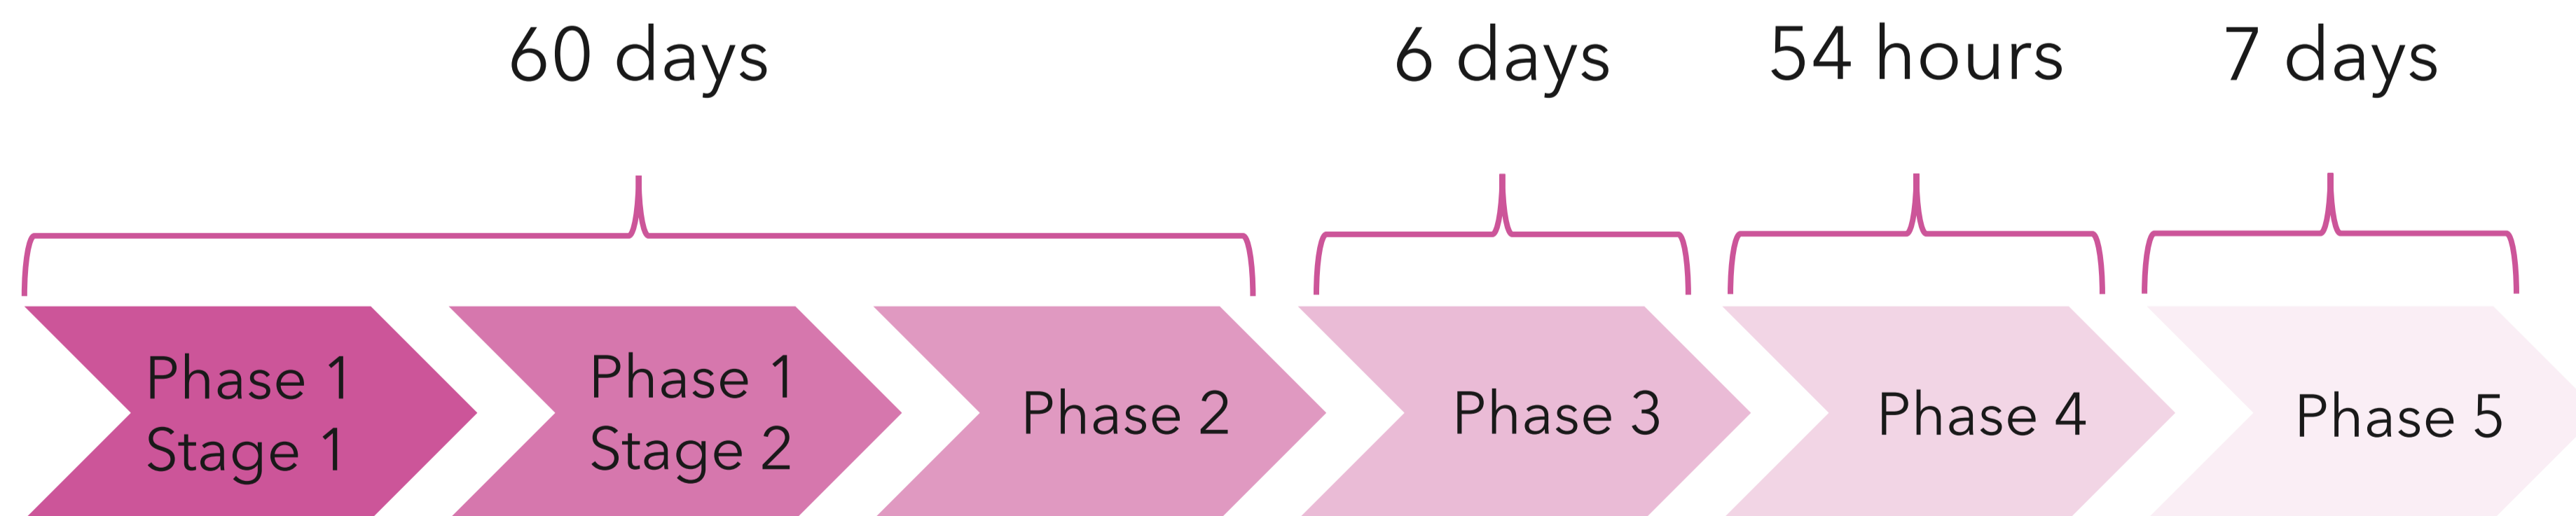 60 days
6 days
54 hours
7 days
Phase 1
Stage 1
Phase 1
Stage 2
Phase 2
Phase 3
Phase 4
Phase 5